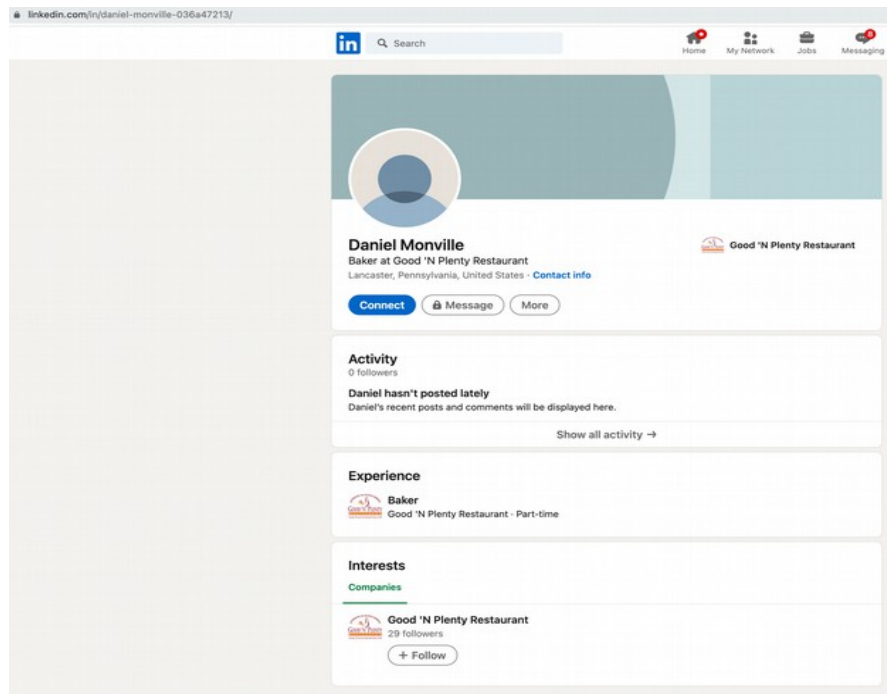 linkedin.com/in/daniel-monville-036a47213/
in
Search
Home
My Network
Jobs
8
Messaging
Daniel Monville
Good 'N Plenty Restaurant
Baker at Good 'N Plenty Restaurant
Lancaster, Pennsylvania, United States · Contact info
Connect
Message
More
Activity
0 followers
Daniel hasn't posted lately
Daniel's recent posts and comments will be displayed here.
Show all activity →
Experience
Baker
Good 'N Plenty Restaurant · Part-time
Interests
Companies
Good 'N Plenty Restaurant
29 followers
+ Follow